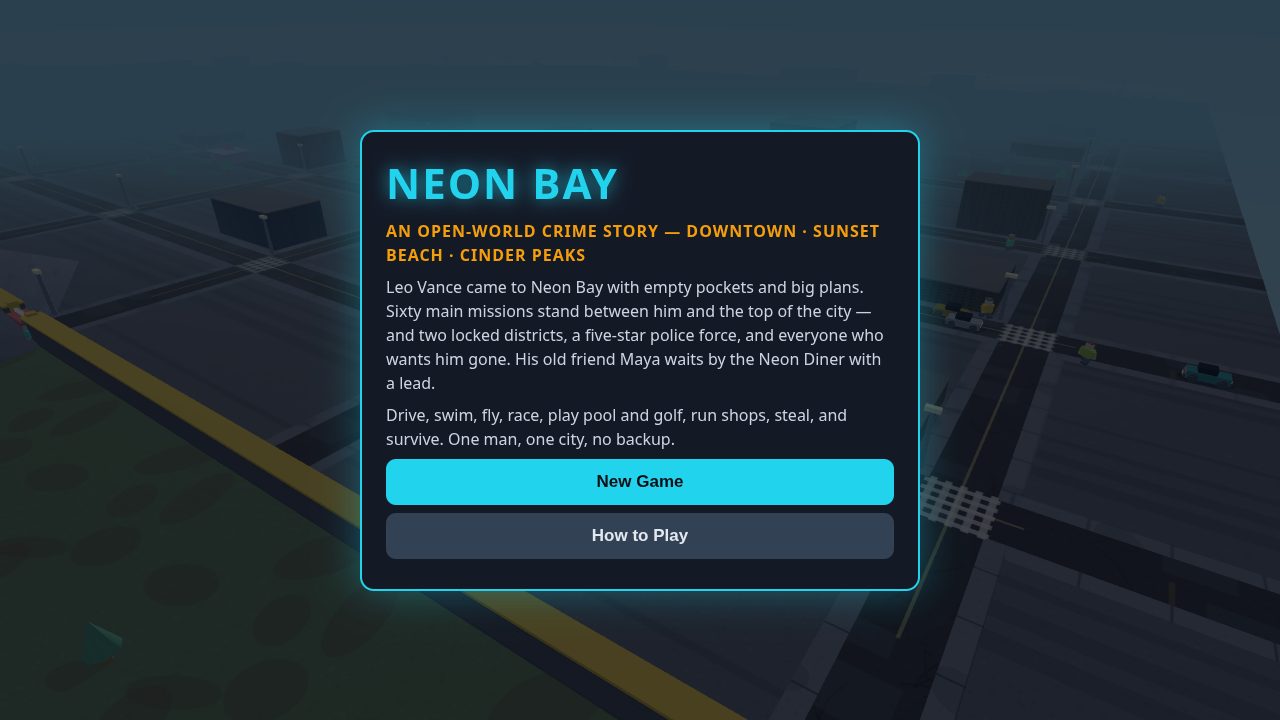 NEON BAY
AN OPEN-WORLD CRIME STORY — DOWNTOWN · SUNSET
BEACH · CINDER PEAKS
Leo Vance came to Neon Bay with empty pockets and big plans.
Sixty main missions stand between him and the top of the city —
and two locked districts, a five-star police force, and everyone who
wants him gone. His old friend Maya waits by the Neon Diner with
a lead.
Drive, swim, fly, race, play pool and golf, run shops, steal, and
survive. One man, one city, no backup.
New Game
How to Play